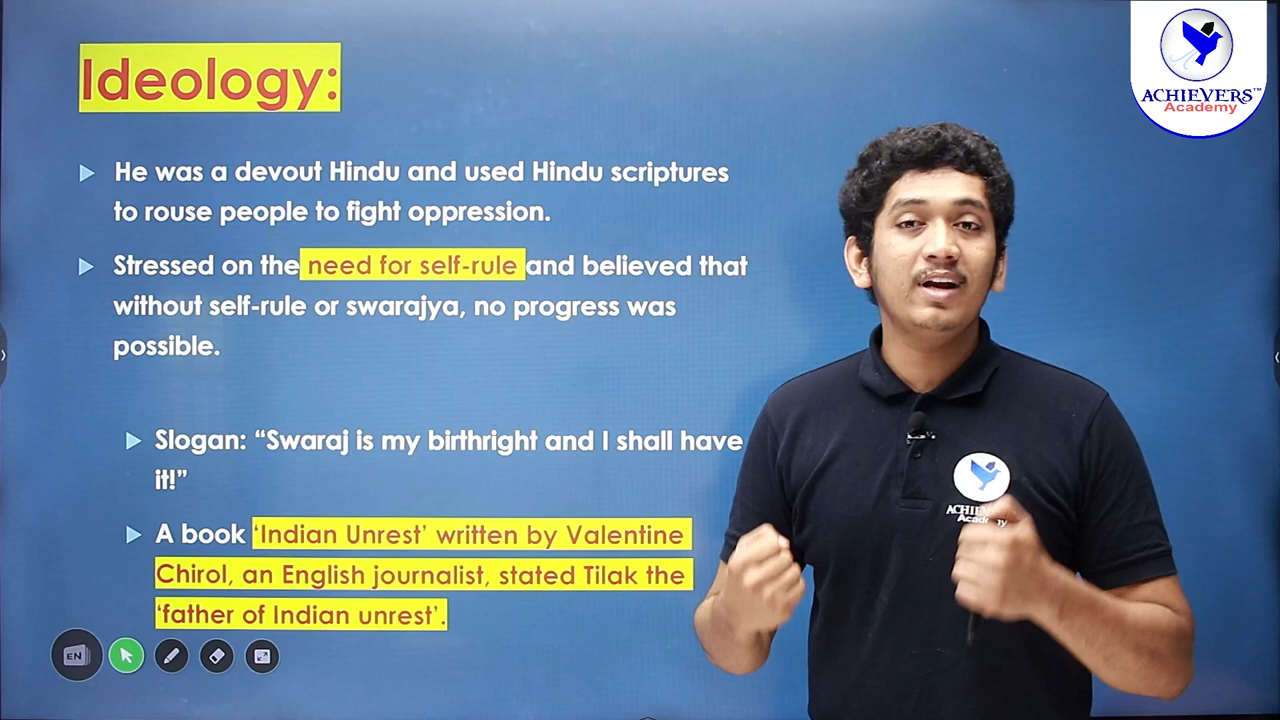 Ideology:
ACHIEVERS™
Academy
He was a devout Hindu and used Hindu scriptures
to rouse people to fight oppression.
Stressed on the need for self-rule and believed that
without self-rule or swarajya, no progress was
possible.
Slogan: “Swaraj is my birthright and I shall have
it!”
A book ‘Indian Unrest’ written by Valentine
Chirol, an English journalist, stated Tilak the
‘father of Indian unrest’.
EN